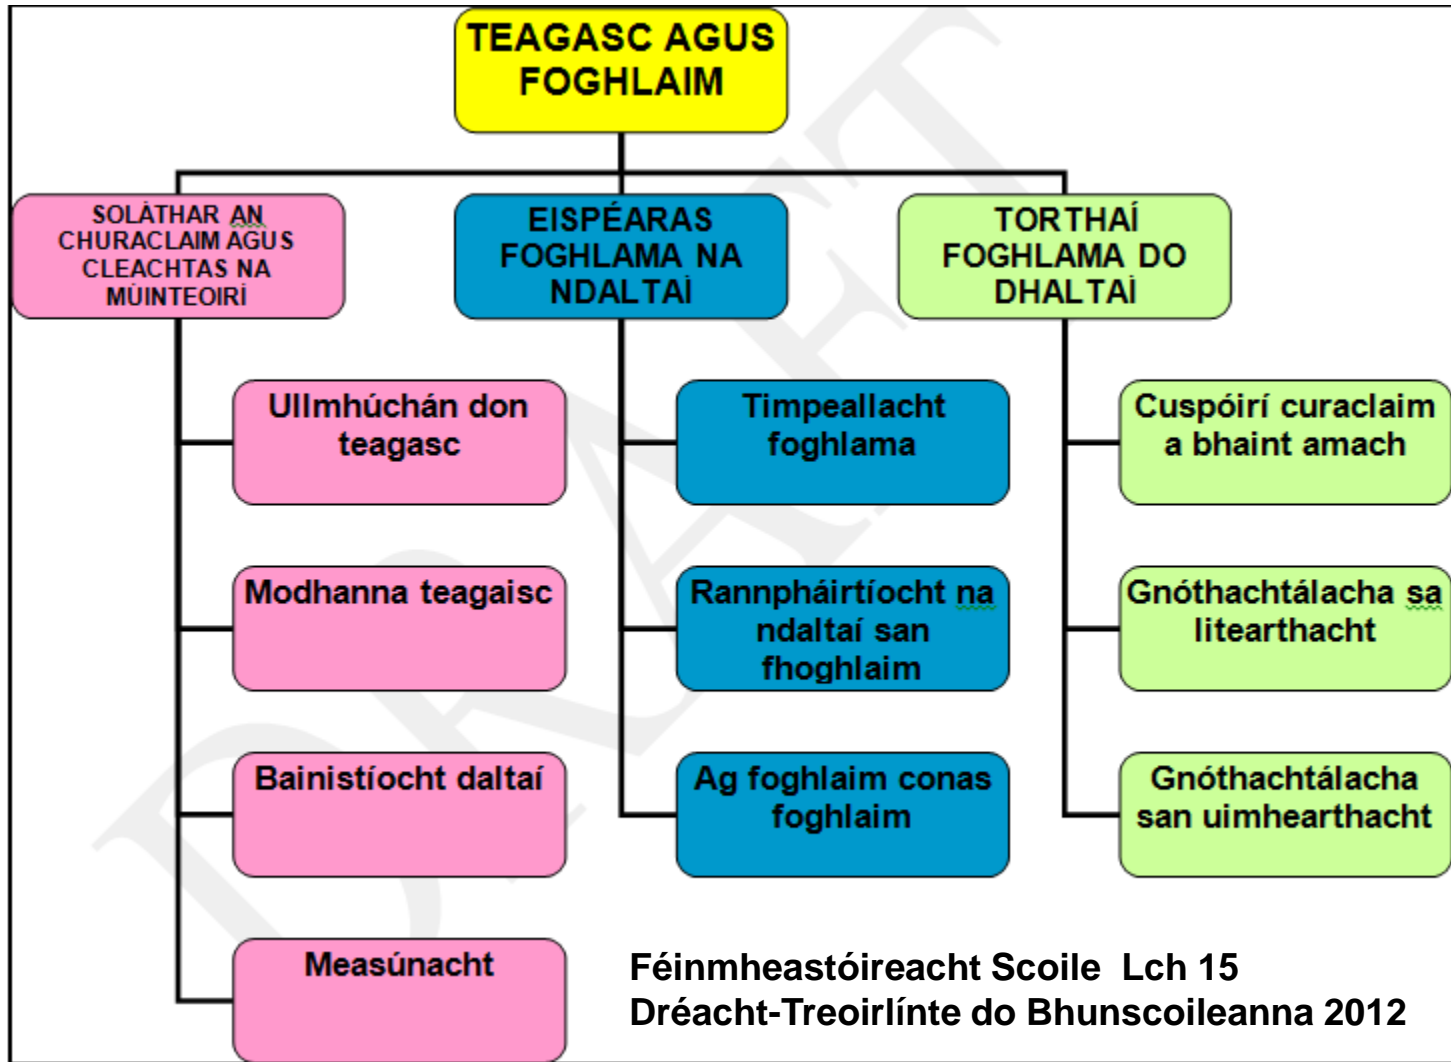 TEAGASC AGUS
FOGHLAIM
SOLÁTHAR AN
CHURACLAIM AGUS
CLEACHTAS NA
MÚINTEOIRÍ
EISPÉARAS
FOGHLAMA NA
NDALTAÍ
TORTHAÍ
FOGHLAMA DO
DHALTAÍ
Ullmhúchán don
teagasc
Modhanna teagaisc
Bainistíocht daltaí
Measúnacht
Timpeallacht
foghlama
Rannpháirtíocht na
ndaltaí san
fhoghlaim
Ag foghlaim conas
foghlaim
Cuspóirí curaclaim
a bhaint amach
Gnóthachtálacha sa
litearthacht
Gnóthachtálacha
san uimhearthacht
Féinmheastóireacht Scoile Lch 15
Dréacht-Treoirlínte do Bhunscoileanna 2012
DRAFT